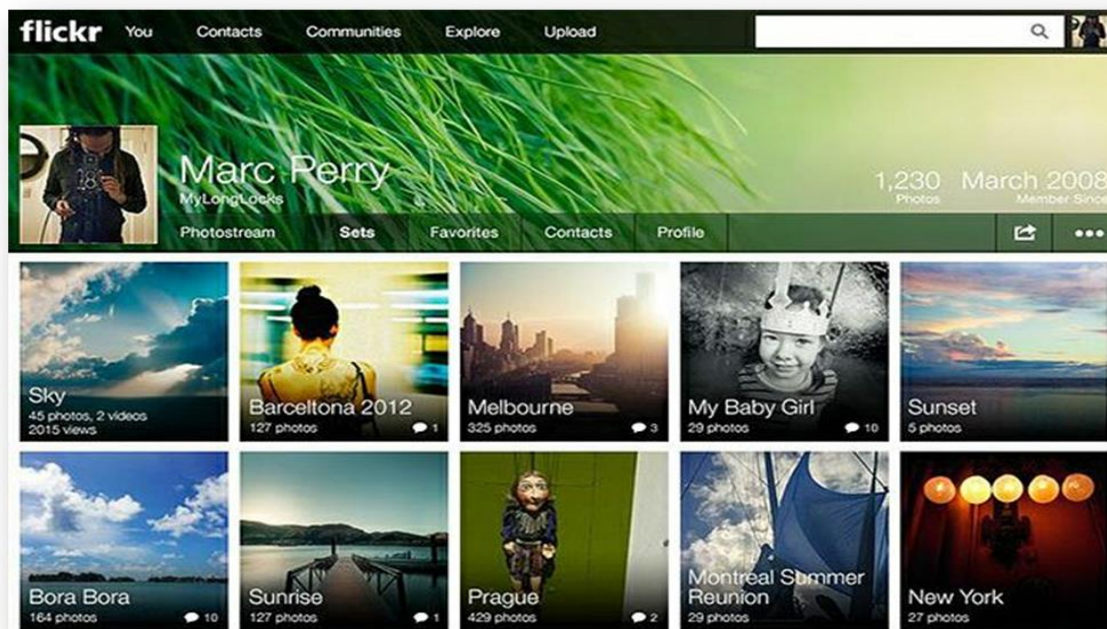 flickr You Contacts Communities Explore Upload
Marc Perry
MyLongLocks
1,230 March 2008
Photos Member Since
Photostream Sets Favorites Contacts Profile
Sky
45 photos, 2 videos
2015 views
Barceltona 2012
127 photos 1
Melbourne
325 photos 3
My Baby Girl
29 photos 10
Sunset
5 photos
Bora Bora
164 photos 10
Sunrise
127 photos 1
Prague
429 photos 2
Montreal Summer
Reunion
29 photos
New York
27 photos